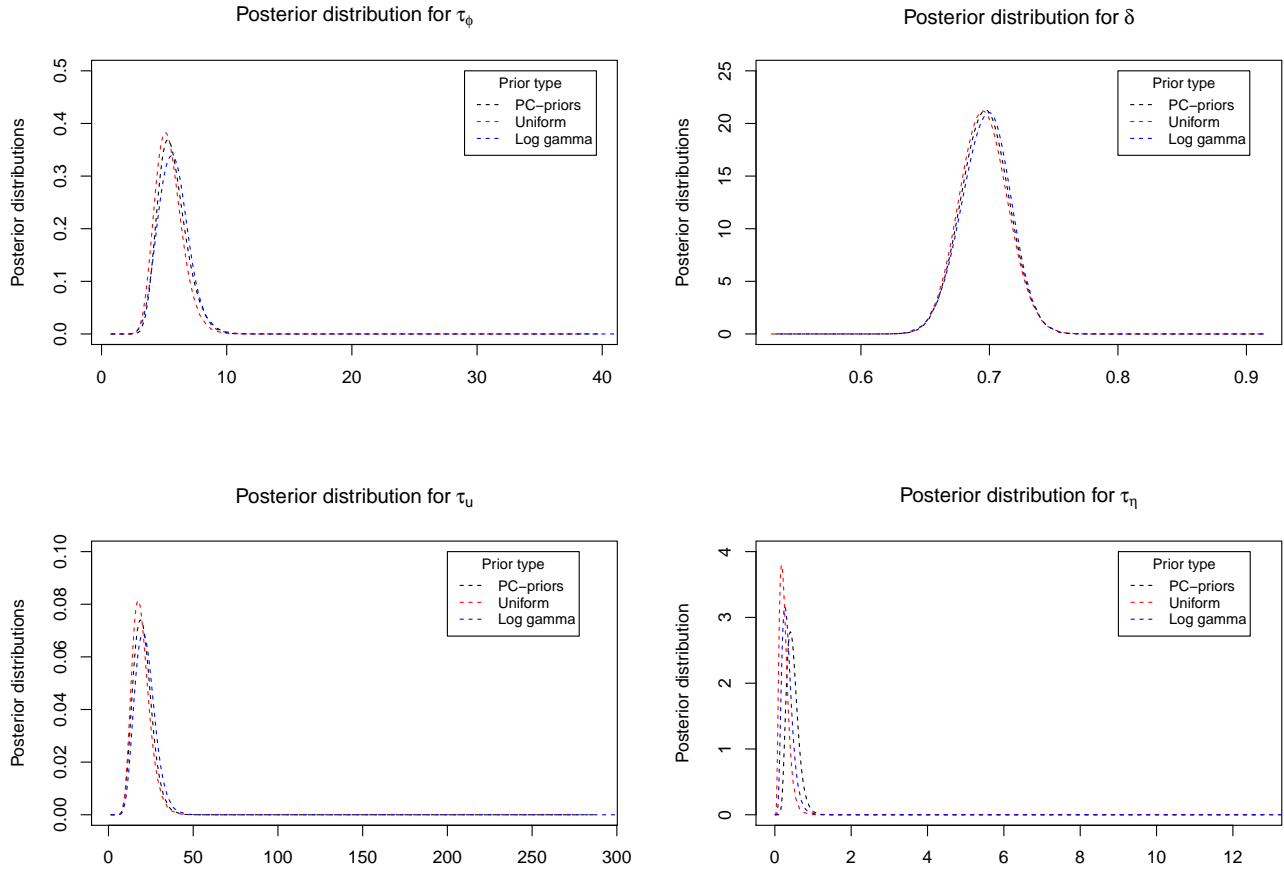 Posterior distribution for τϕ
Posterior distributions
0.0 0.1 0.2 0.3 0.4 0.5
Prior type
PC−priors
Uniform
Log gamma
0 10 20 30 40
Posterior distribution for δ
Posterior distributions
0 5 10 15 20 25
Prior type
PC−priors
Uniform
Log gamma
0.6 0.7 0.8 0.9
Posterior distribution for τu
Posterior distributions
0.00 0.02 0.04 0.06 0.08 0.10
Prior type
PC−priors
Uniform
Log gamma
0 50 100 150 200 250 300
Posterior distribution for τη
Posterior distribution
0 1 2 3 4
Prior type
PC−priors
Uniform
Log gamma
0 2 4 6 8 10 12